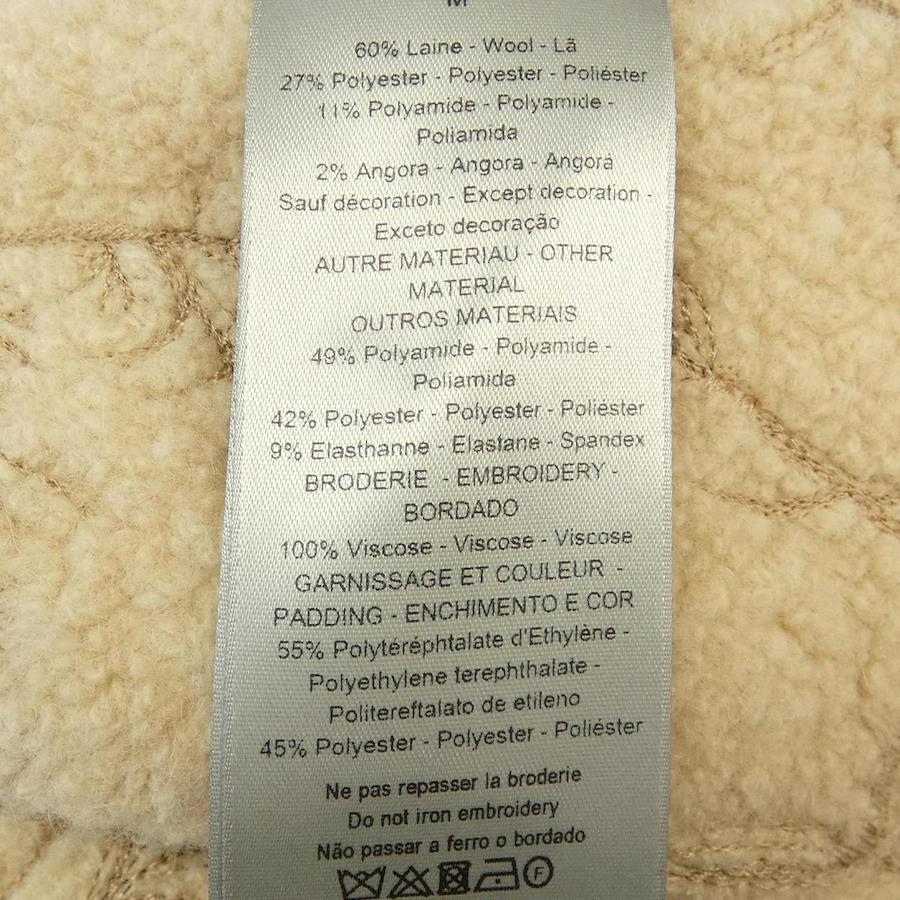 M
60% Laine - Wool - Lã
27% Polyester - Polyester - Poliéster
11% Polyamide - Polyamide -
Poliamida
2% Angora - Angora - Angora
Sauf décoration - Except decoration -
Exceto decoração
AUTRE MATERIAU - OTHER
MATERIAL
OUTROS MATERIAIS
49% Polyamide - Polyamide -
Poliamida
42% Polyester - Polyester - Poliéster
9% Elasthanne - Elastane - Spandex
BRODERIE - EMBROIDERY -
BORDADO
100% Viscose - Viscose - Viscose
GARNISSAGE ET COULEUR -
PADDING - ENCHIMENTO E COR
55% Polytéréphtalate d'Ethylène -
Polyethylene terephthalate -
Politereftalato de etileno
45% Polyester - Polyester - Poliéster
Ne pas repasser la broderie
Do not iron embroidery
Não passar a ferro o bordado
F